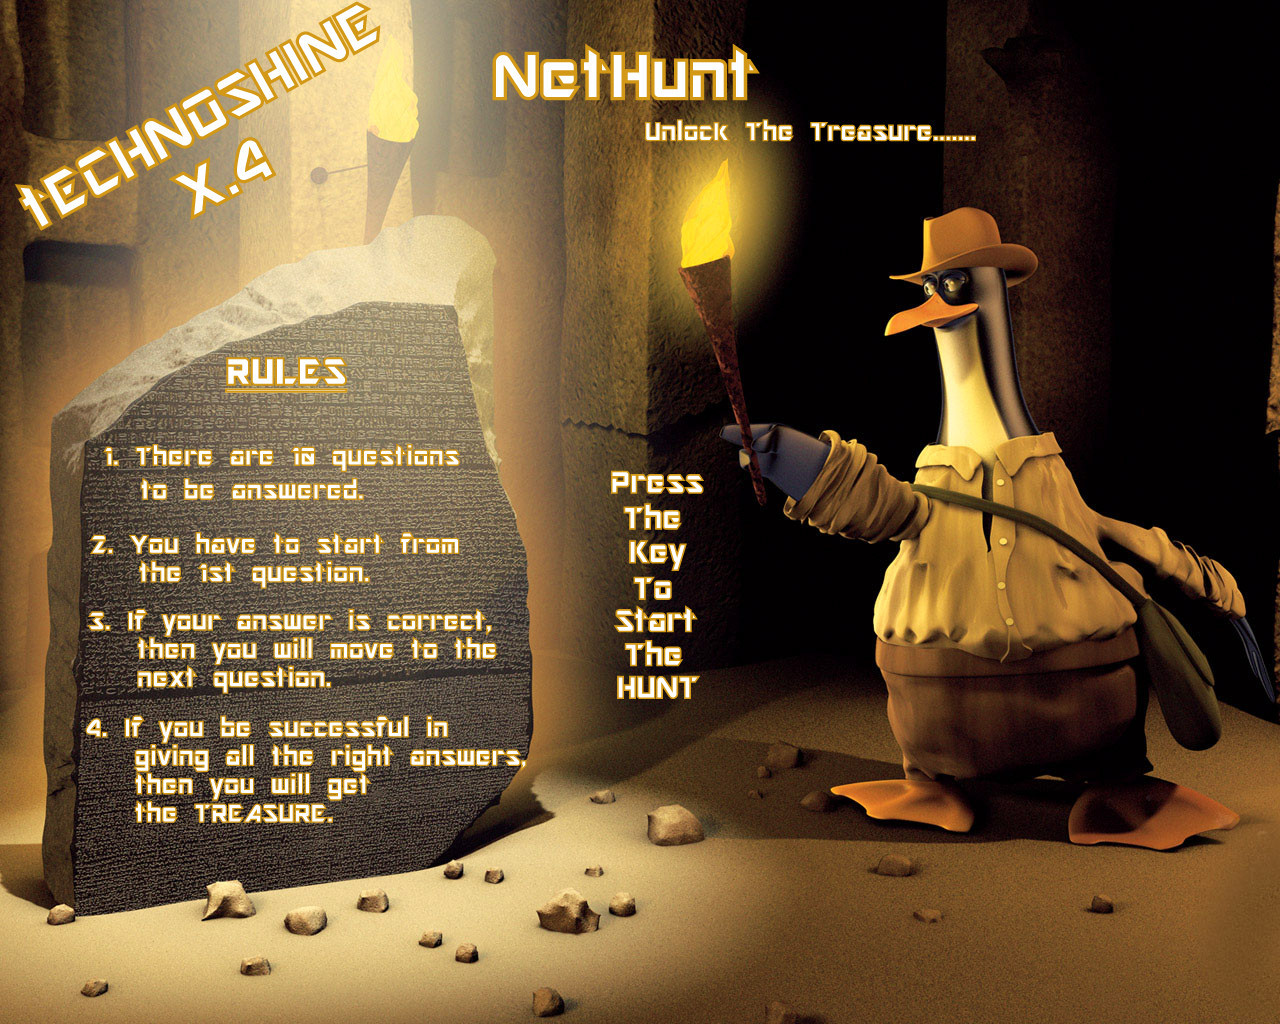 TECHNOSHINE
X.4
NetHunt
Unlock The Treasure.......
RULES
1. There are 10 questions
to be answered.
2. You have to start from
the 1st question.
3. If your answer is correct,
then you will move to the
next question.
4. If you be successful in
giving all the right answers,
then you will get
the TREASURE.
Press
The
Key
To
Start
The
HUNT